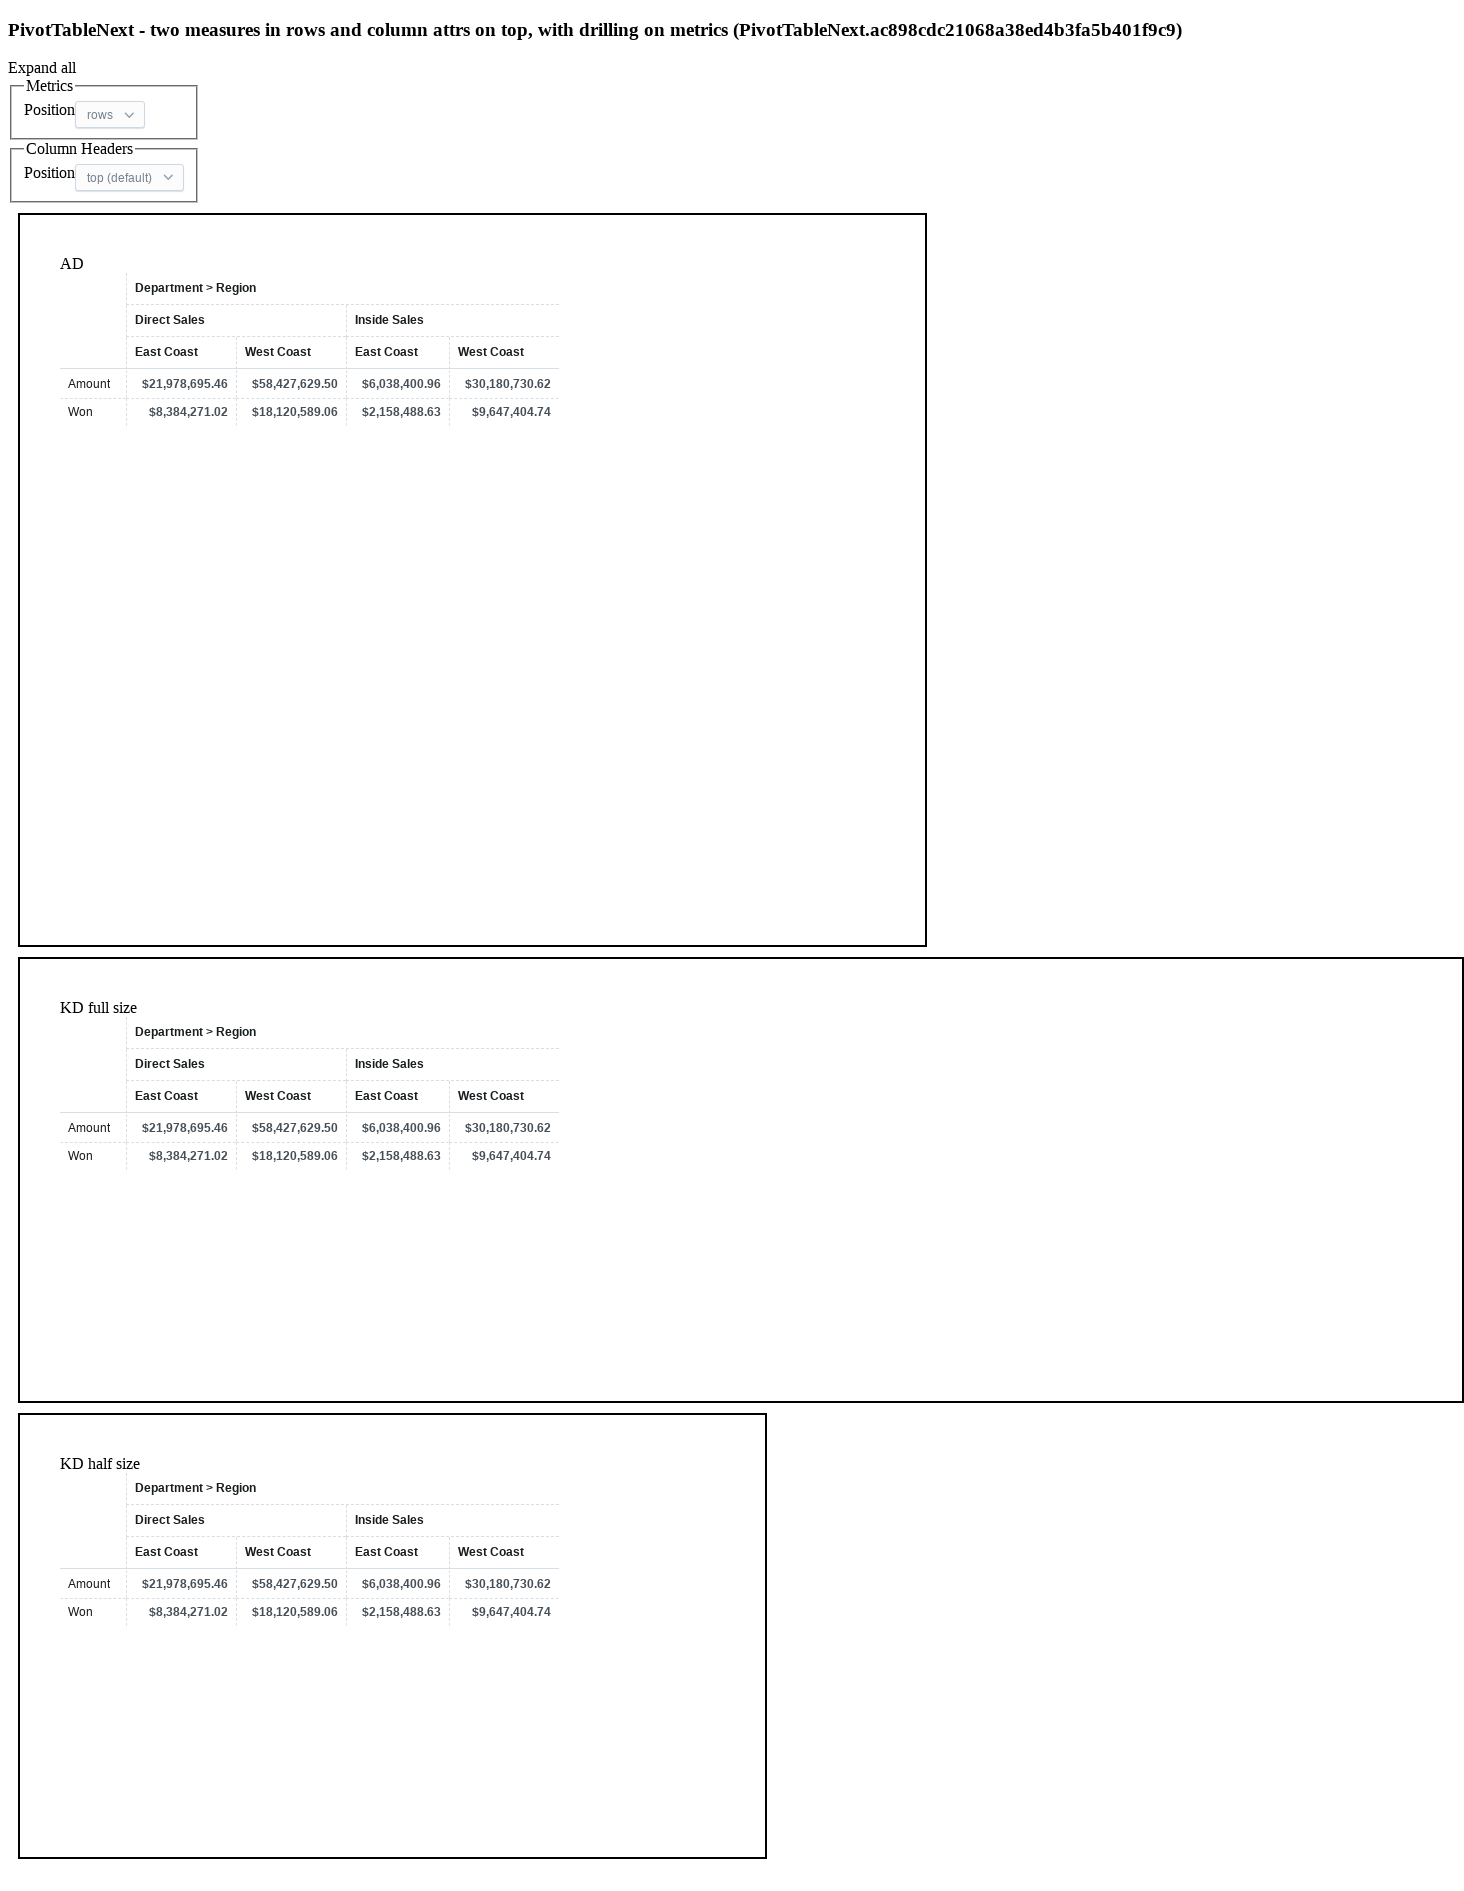 PivotTableNext - two measures in rows and column attrs on top, with drilling on metrics (PivotTableNext.ac898cdc21068a38ed4b3fa5b401f9c9)
Expand all
Metrics
Position rows
Column Headers
Position top (default)
AD
Department > Region
Direct Sales Inside Sales
East Coast West Coast East Coast West Coast
Amount $21,978,695.46 $58,427,629.50 $6,038,400.96 $30,180,730.62
Won $8,384,271.02 $18,120,589.06 $2,158,488.63 $9,647,404.74
KD full size
Department > Region
Direct Sales Inside Sales
East Coast West Coast East Coast West Coast
Amount $21,978,695.46 $58,427,629.50 $6,038,400.96 $30,180,730.62
Won $8,384,271.02 $18,120,589.06 $2,158,488.63 $9,647,404.74
KD half size
Department > Region
Direct Sales Inside Sales
East Coast West Coast East Coast West Coast
Amount $21,978,695.46 $58,427,629.50 $6,038,400.96 $30,180,730.62
Won $8,384,271.02 $18,120,589.06 $2,158,488.63 $9,647,404.74